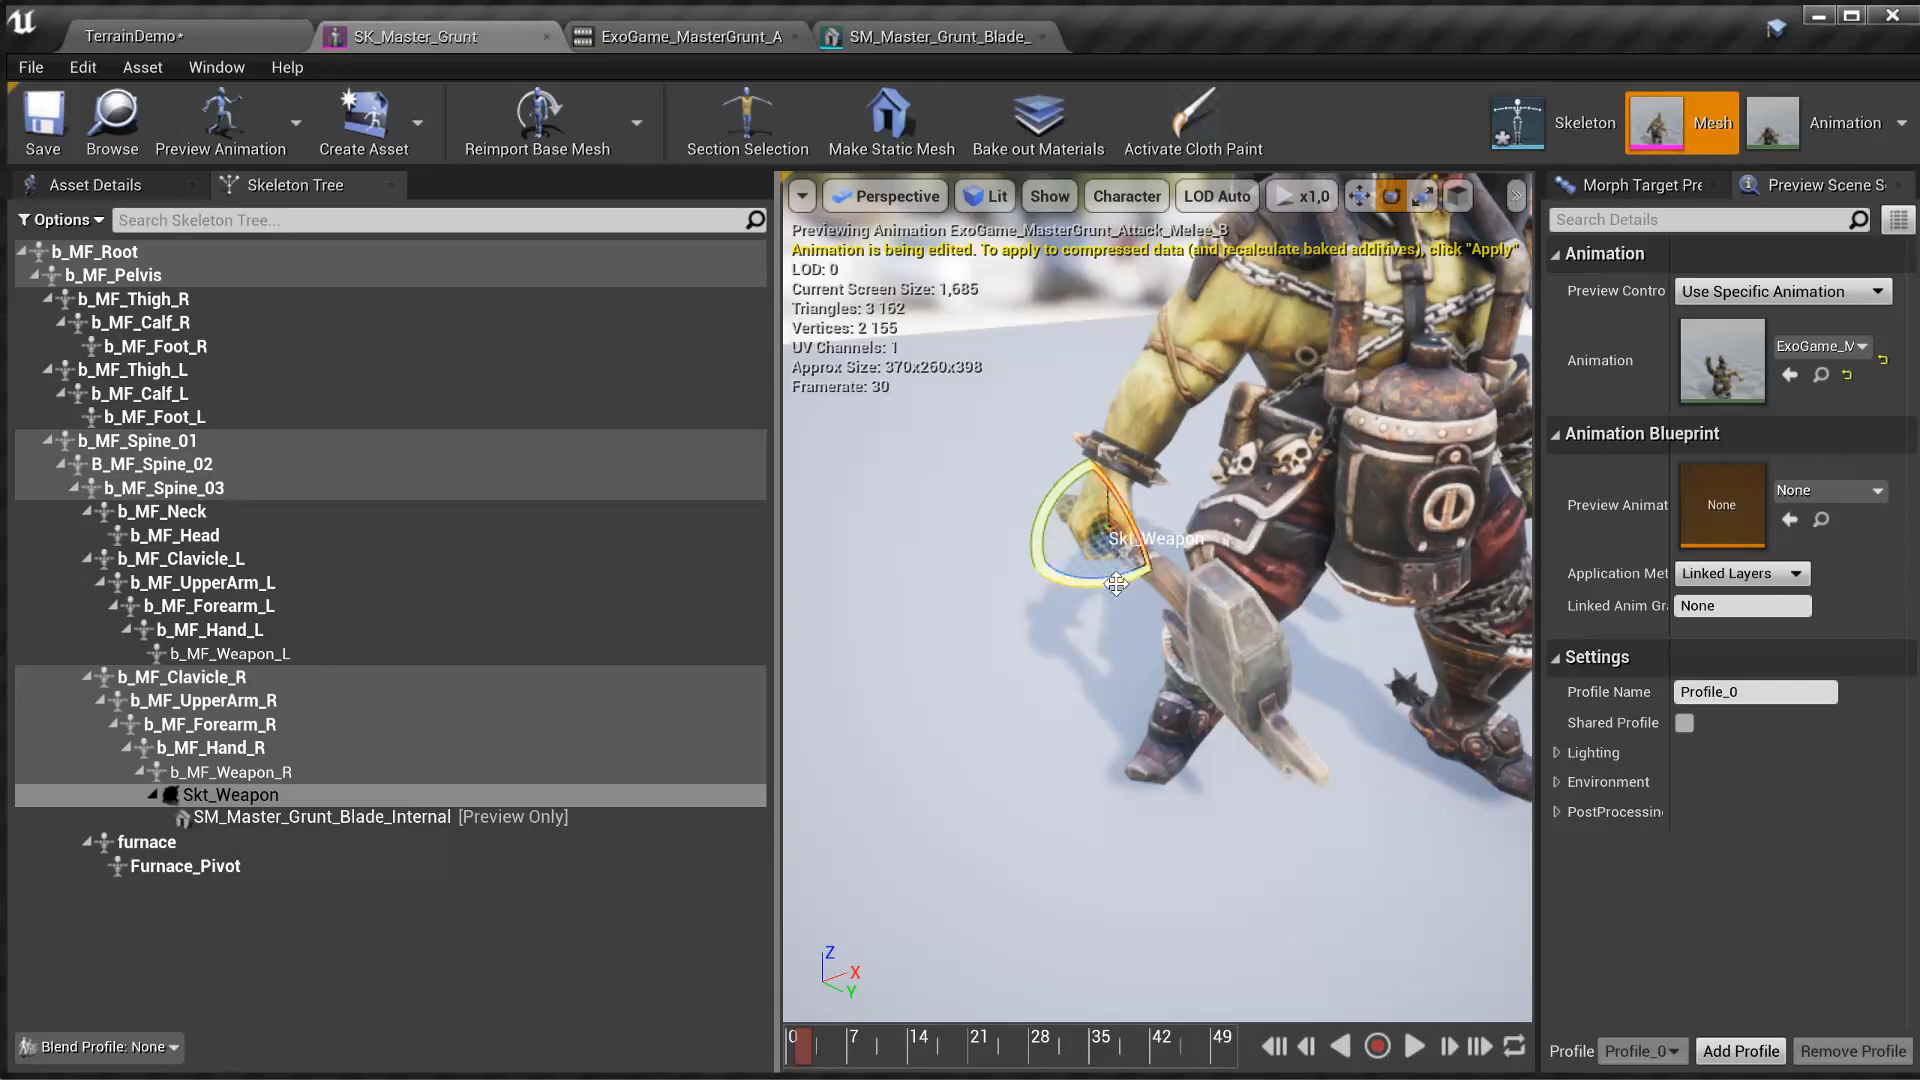 TerrainDemo*
SK_Master_Grunt
ExoGame_MasterGrunt_A
SM_Master_Grunt_Blade_
File Edit Asset Window Help
Save
Browse
Preview Animation
Create Asset
Reimport Base Mesh
Section Selection
Make Static Mesh
Bake out Materials
Activate Cloth Paint
Skeleton
Mesh
Animation
Asset Details
Skeleton Tree
Options
Search Skeleton Tree...
b_MF_Root
b_MF_Pelvis
b_MF_Thigh_R
b_MF_Calf_R
b_MF_Foot_R
b_MF_Thigh_L
b_MF_Calf_L
b_MF_Foot_L
b_MF_Spine_01
B_MF_Spine_02
b_MF_Spine_03
b_MF_Neck
b_MF_Head
b_MF_Clavicle_L
b_MF_UpperArm_L
b_MF_Forearm_L
b_MF_Hand_L
b_MF_Weapon_L
b_MF_Clavicle_R
b_MF_UpperArm_R
b_MF_Forearm_R
b_MF_Hand_R
b_MF_Weapon_R
Skt_Weapon
SM_Master_Grunt_Blade_Internal [Preview Only]
furnace
Furnace_Pivot
Blend Profile: None
Perspective Lit Show Character LOD Auto x1,0
Previewing Animation ExoGame_MasterGrunt_Attack_Melee_B
Animation is being edited. To apply to compressed data (and recalculate baked additives), click "Apply"
LOD: 0
Current Screen Size: 1,685
Triangles: 3 162
Vertices: 2 155
UV Channels: 1
Approx Size: 370x260x398
Framerate: 30
Skt_Weapon
Z
X
Y
0 7 14 21 28 35 42 49
Morph Target Pre
Preview Scene S
Search Details
Animation
Preview Contro
Use Specific Animation
Animation
ExoGame_M
Animation Blueprint
Preview Animat
None
None
Application Met
Linked Layers
Linked Anim Gra
None
Settings
Profile Name
Profile_0
Shared Profile
Lighting
Environment
PostProcessing
Profile
Profile_0
Add Profile
Remove Profile